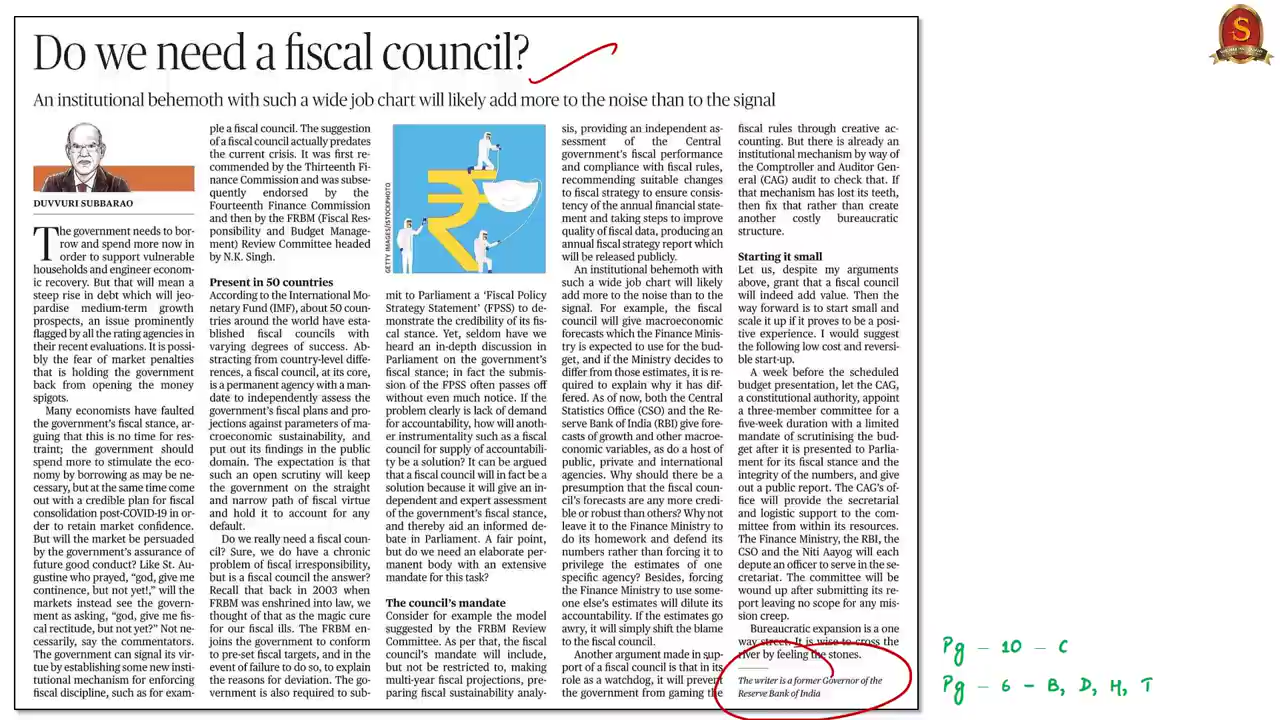 Do we need a fiscal council?
An institutional behemoth with such a wide job chart will likely add more to the noise than to the signal
DUVVURI SUBBARAO
The government needs to bor-
row and spend more now in
order to support vulnerable
households and engineer econom-
ic recovery. But that will mean a
steep rise in debt which will jeo-
pardise medium-term growth
prospects, an issue prominently
flagged by all the rating agencies in
their recent evaluations. It is possi-
bly the fear of market penalties
that is holding the government
back from opening the money
spigots.
Many economists have faulted
the government's fiscal stance, ar-
guing that this is no time for res-
traint; the government should
spend more to stimulate the eco-
nomy by borrowing as may be ne-
cessary, but at the same time come
out with a credible plan for fiscal
consolidation post-COVID-19 in or-
der to retain market confidence.
But will the market be persuaded
by the government's assurance of
future good conduct? Like St. Au-
gustine who prayed, "god, give me
continence, but not yet!," will the
markets instead see the govern-
ment as asking, "god, give me fis-
cal rectitude, but not yet?" Not ne-
cessarily, say the commentators.
The government can signal its vir-
tue by establishing some new insti-
tutional mechanism for enforcing
fiscal discipline, such as for exam-
ple a fiscal council. The suggestion
of a fiscal council actually predates
the current crisis. It was first re-
commended by the Thirteenth Fi-
nance Commission and was subse-
quently endorsed by the
Fourteenth Finance Commission
and then by the FRBM (Fiscal Res-
ponsibility and Budget Manage-
ment) Review Committee headed
by N.K. Singh.
Present in 50 countries
According to the International Mo-
netary Fund (IMF), about 50 coun-
tries around the world have esta-
blished fiscal councils with
varying degrees of success. Ab-
stracting from country-level diffe-
rences, a fiscal council, at its core,
is a permanent agency with a man-
date to independently assess the
government's fiscal plans and pro-
jections against parameters of ma-
croeconomic sustainability, and
put out its findings in the public
domain. The expectation is that
such an open scrutiny will keep
the government on the straight
and narrow path of fiscal virtue
and hold it to account for any
default.
Do we really need a fiscal coun-
cil? Sure, we do have a chronic
problem of fiscal irresponsibility,
but is a fiscal council the answer?
Recall that back in 2003 when
FRBM was enshrined into law, we
thought of that as the magic cure
for our fiscal ills. The FRBM en-
joins the government to conform
to pre-set fiscal targets, and in the
event of failure to do so, to explain
the reasons for deviation. The go-
vernment is also required to sub-
GETTY IMAGES/ISTOCKPHOTO
mit to Parliament a 'Fiscal Policy
Strategy Statement' (FPSS) to de-
monstrate the credibility of its fis-
cal stance. Yet, seldom have we
heard an in-depth discussion in
Parliament on the government's
fiscal stance; in fact the submis-
sion of the FPSS often passes off
without even much notice. If the
problem clearly is lack of demand
for accountability, how will anoth-
er instrumentality such as a fiscal
council for supply of accountabili-
ty be a solution? It can be argued
that a fiscal council will in fact be a
solution because it will give an in-
dependent and expert assessment
of the government's fiscal stance,
and thereby aid an informed de-
bate in Parliament. A fair point,
but do we need an elaborate per-
manent body with an extensive
mandate for this task?
The council's mandate
Consider for example the model
suggested by the FRBM Review
Committee. As per that, the fiscal
council's mandate will include,
but not be restricted to, making
multi-year fiscal projections, pre-
paring fiscal sustainability analy-
sis, providing an independent as-
sessment of the Central
government's fiscal performance
and compliance with fiscal rules,
recommending suitable changes
to fiscal strategy to ensure consis-
tency of the annual financial state-
ment and taking steps to improve
quality of fiscal data, producing an
annual fiscal strategy report which
will be released publicly.
An institutional behemoth with
such a wide job chart will likely
add more to the noise than to the
signal. For example, the fiscal
council will give macroeconomic
forecasts which the Finance Minis-
try is expected to use for the bud-
get, and if the Ministry decides to
differ from those estimates, it is re-
quired to explain why it has dif-
fered. As of now, both the Central
Statistics Office (CSO) and the Re-
serve Bank of India (RBI) give fore-
casts of growth and other macroe-
conomic variables, as do a host of
public, private and international
agencies. Why should there be a
presumption that the fiscal coun-
cil's forecasts are any more credi-
ble or robust than others? Why not
leave it to the Finance Ministry to
do its homework and defend its
numbers rather than forcing it to
privilege the estimates of one
specific agency? Besides, forcing
the Finance Ministry to use some-
one else's estimates will dilute its
accountability. If the estimates go
awry, it will simply shift the blame
to the fiscal council.
Another argument made in sup-
port of a fiscal council is that in its
role as a watchdog, it will prevent
the government from gaming the
fiscal rules through creative ac-
counting. But there is already an
institutional mechanism by way of
the Comptroller and Auditor Gen-
eral (CAG) audit to check that. If
that mechanism has lost its teeth,
then fix that rather than create
another costly bureaucratic
structure.
Starting it small
Let us, despite my arguments
above, grant that a fiscal council
will indeed add value. Then the
way forward is to start small and
scale it up if it proves to be a posi-
tive experience. I would suggest
the following low cost and reversi-
ble start-up.
A week before the scheduled
budget presentation, let the CAG,
a constitutional authority, appoint
a three-member committee for a
five-week duration with a limited
mandate of scrutinising the bud-
get after it is presented to Parlia-
ment for its fiscal stance and the
integrity of the numbers, and give
out a public report. The CAG's of-
fice will provide the secretarial
and logistic support to the com-
mittee from within its resources.
The Finance Ministry, the RBI, the
CSO and the Niti Aayog will each
depute an officer to serve in the se-
cretariat. The committee will be
wound up after submitting its re-
port leaving no scope for any mis-
sion creep.
Bureaucratic expansion is a one
way street. It is wise to cross the
river by feeling the stones.
The writer is a former Governor of the
Reserve Bank of India
S
Pg - 10 - C
Pg - 6 - B, D, H, T